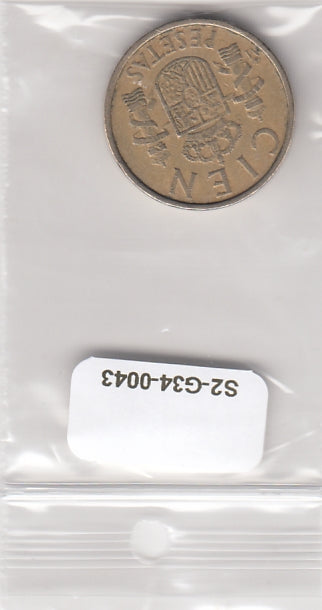 CIEN
PESETAS
S2-G34-0043